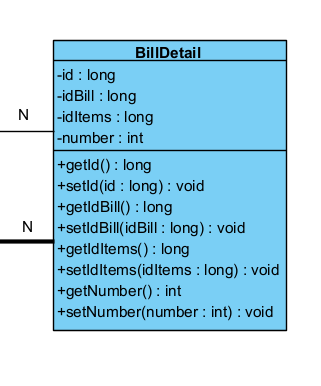 BillDetail
-id : long
-idBill : long
-idItems : long
-number : int
+getId() : long
+setId(id : long) : void
+getIdBill() : long
+setIdBill(idBill : long) : void
+getIdItems() : long
+setIdItems(idItems : long) : void
+getNumber() : int
+setNumber(number : int) : void
N
N